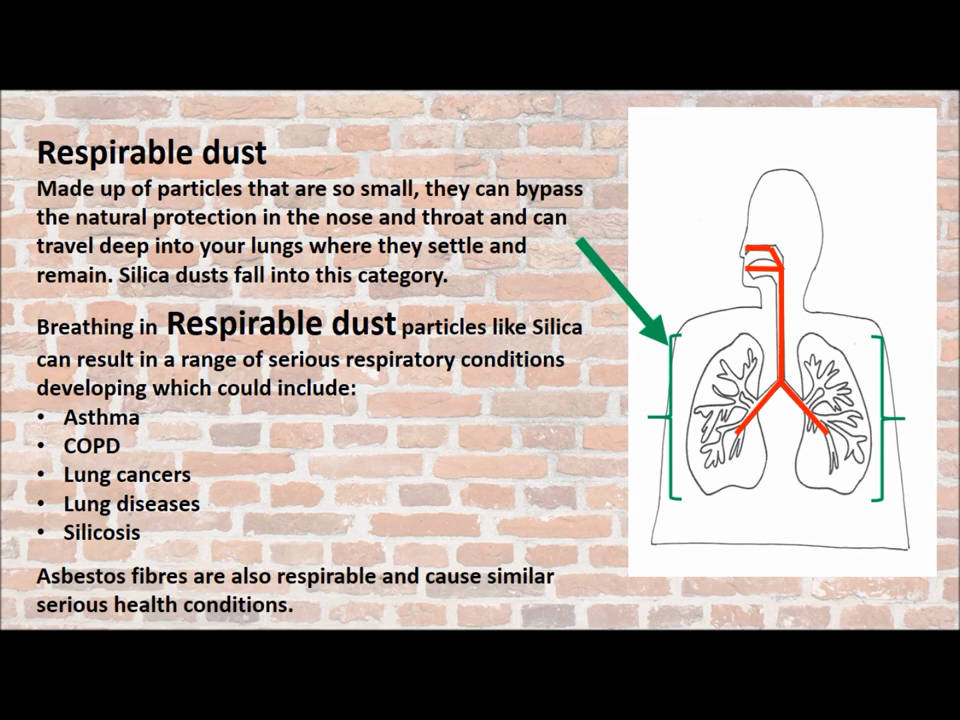 Respirable dust
Made up of particles that are so small, they can bypass
the natural protection in the nose and throat and can
travel deep into your lungs where they settle and
remain. Silica dusts fall into this category.
Breathing in Respirable dust particles like Silica
can result in a range of serious respiratory conditions
developing which could include:
• Asthma
• COPD
• Lung cancers
• Lung diseases
• Silicosis
Asbestos fibres are also respirable and cause similar
serious health conditions.